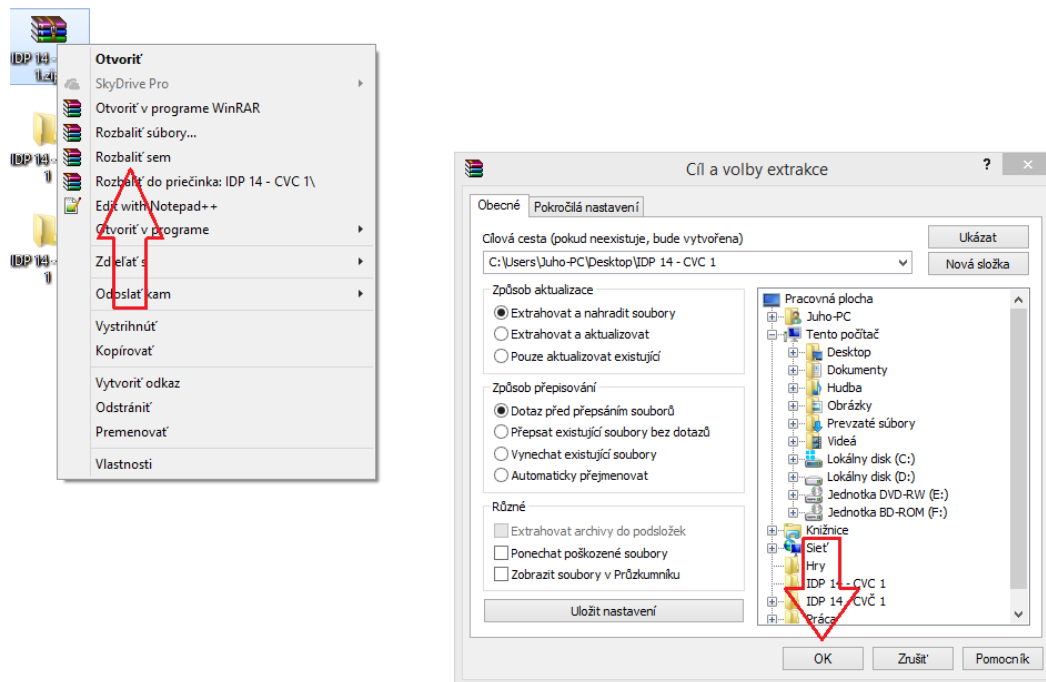 IDP 14 -
1.zip
IDP 14 -
1
IDP 14 -
1
Otvoriť
SkyDrive Pro
Otvoriť v programe WinRAR
Rozbaliť súbory...
Rozbaliť sem
Rozbaliť do priečinka: IDP 14 - CVC 1\
Edit with Notepad++
Otvoriť v programe
Zdieľať s
Odoslať kam
Vystrihnúť
Kopírovať
Vytvoriť odkaz
Odstrániť
Premenovať
Vlastnosti
Cíl a volby extrakce
Obecné
Pokročilá nastavení
Cílová cesta (pokud neexistuje, bude vytvořena)
C:\Users\Juho-PC\Desktop\IDP 14 - CVC 1
Ukázat
Nová složka
Způsob aktualizace
Extrahovat a nahradit soubory
Extrahovat a aktualizovat
Pouze aktualizovat existující
Způsob přepisování
Dotaz před přepsáním souborů
Přepsat existující soubory bez dotazů
Vynechat existující soubory
Automaticky přejmenovat
Různé
Extrahovat archivy do podsložek
Ponechat poškozené soubory
Zobrazit soubory v Průzkumníku
Uložit nastavení
Pracovná plocha
Juho-PC
Tento počítač
Desktop
Dokumenty
Hudba
Obrázky
Prevzaté súbory
Videá
Lokálny disk (C:)
Lokálny disk (D:)
Jednotka DVD-RW (E:)
Jednotka BD-ROM (F:)
Knižnice
Sieť
Hry
IDP 14 - CVC 1
IDP 14 - CVČ 1
Práca
OK
Zrušiť
Pomocník